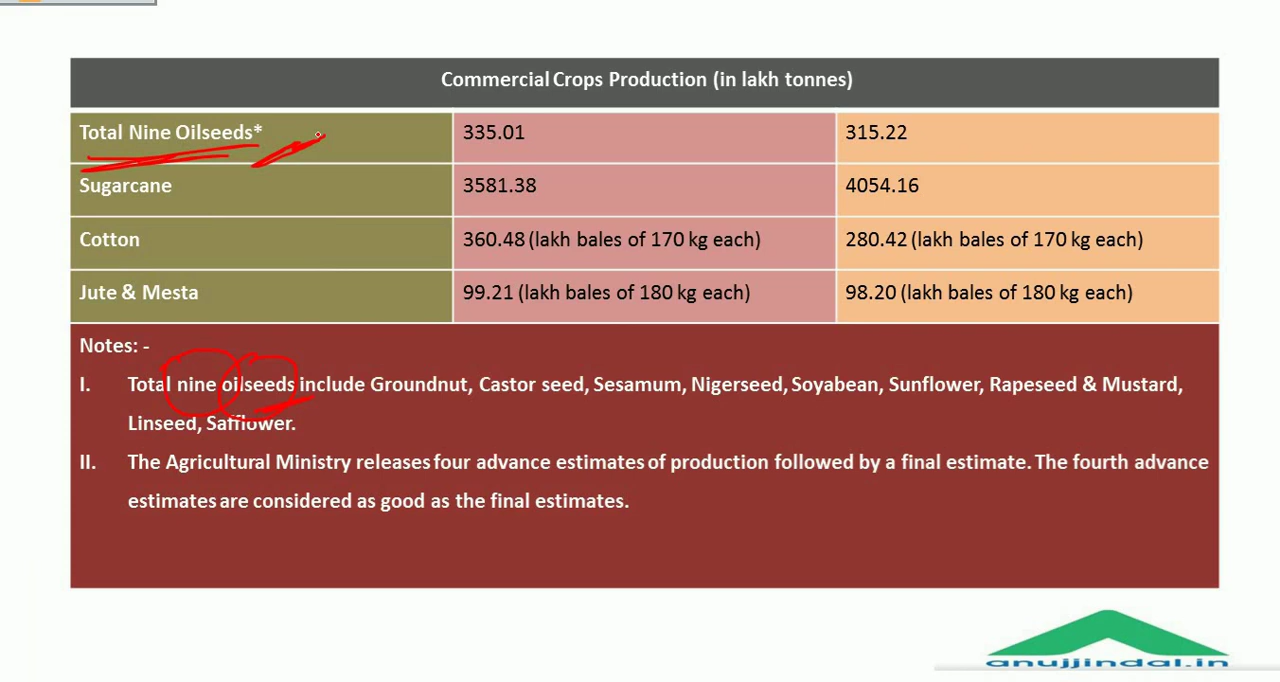 Commercial Crops Production (in lakh tonnes)
Total Nine Oilseeds* 335.01 315.22
Sugarcane 3581.38 4054.16
Cotton 360.48 (lakh bales of 170 kg each) 280.42 (lakh bales of 170 kg each)
Jute & Mesta 99.21 (lakh bales of 180 kg each) 98.20 (lakh bales of 180 kg each)
Notes: -
I. Total nine oilseeds include Groundnut, Castor seed, Sesamum, Nigerseed, Soyabean, Sunflower, Rapeseed & Mustard,
Linseed, Safflower.
II. The Agricultural Ministry releases four advance estimates of production followed by a final estimate. The fourth advance
estimates are considered as good as the final estimates.
anujjindal.in